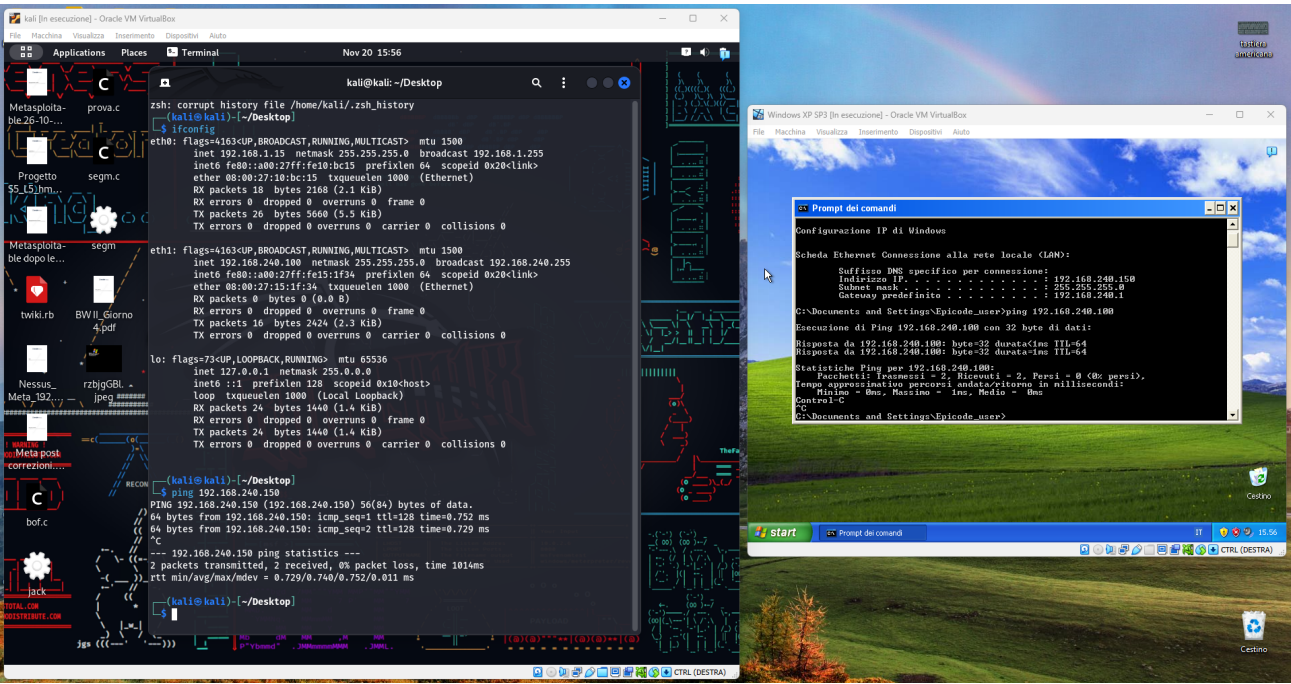 kali [In esecuzione] - Oracle VM VirtualBox
File Macchina Visualizza Inserimento Dispositivi Aiuto
Applications Places Terminal Nov 20 15:56
kali@kali: ~/Desktop
Metasploita-
ble 26-10-...
prova.c
Progetto
S5_L5).hm...
segm.c
Metasploita-
ble dopo le...
segm
twiki.rb
BW II_Giorno
4.pdf
Nessus_
Meta_192....
rzbjgGBl.
jpeg
Meta post
correzioni....
bof.c
jack
zsh: corrupt history file /home/kali/.zsh_history
(kali㉿kali)-[~/Desktop]
$ ifconfig
eth0: flags=4163<UP,BROADCAST,RUNNING,MULTICAST> mtu 1500
inet 192.168.1.15 netmask 255.255.255.0 broadcast 192.168.1.255
inet6 fe80::a00:27ff:fe10:bc15 prefixlen 64 scopeid 0x20<link>
ether 08:00:27:10:bc:15 txqueuelen 1000 (Ethernet)
RX packets 18 bytes 2168 (2.1 KiB)
RX errors 0 dropped 0 overruns 0 frame 0
TX packets 26 bytes 5660 (5.5 KiB)
TX errors 0 dropped 0 overruns 0 carrier 0 collisions 0
eth1: flags=4163<UP,BROADCAST,RUNNING,MULTICAST> mtu 1500
inet 192.168.240.100 netmask 255.255.255.0 broadcast 192.168.240.255
inet6 fe80::a00:27ff:fe15:1f34 prefixlen 64 scopeid 0x20<link>
ether 08:00:27:15:1f:34 txqueuelen 1000 (Ethernet)
RX packets 0 bytes 0 (0.0 B)
RX errors 0 dropped 0 overruns 0 frame 0
TX packets 16 bytes 2424 (2.3 KiB)
TX errors 0 dropped 0 overruns 0 carrier 0 collisions 0
lo: flags=73<UP,LOOPBACK,RUNNING> mtu 65536
inet 127.0.0.1 netmask 255.0.0.0
inet6 ::1 prefixlen 128 scopeid 0x10<host>
loop txqueuelen 1000 (Local Loopback)
RX packets 24 bytes 1440 (1.4 KiB)
RX errors 0 dropped 0 overruns 0 frame 0
TX packets 24 bytes 1440 (1.4 KiB)
TX errors 0 dropped 0 overruns 0 carrier 0 collisions 0
(kali㉿kali)-[~/Desktop]
$ ping 192.168.240.150
PING 192.168.240.150 (192.168.240.150) 56(84) bytes of data.
64 bytes from 192.168.240.150: icmp_seq=1 ttl=128 time=0.752 ms
64 bytes from 192.168.240.150: icmp_seq=2 ttl=128 time=0.729 ms
^C
--- 192.168.240.150 ping statistics ---
2 packets transmitted, 2 received, 0% packet loss, time 1014ms
rtt min/avg/max/mdev = 0.729/0.740/0.752/0.011 ms
(kali㉿kali)-[~/Desktop]
$
CTRL (DESTRA)
tastiera
americana
Windows XP SP3 [In esecuzione] - Oracle VM VirtualBox
File Macchina Visualizza Inserimento Dispositivi Aiuto
Prompt dei comandi
Configurazione IP di Windows
Scheda Ethernet Connessione alla rete locale (LAN):
Suffisso DNS specifico per connessione:
Indirizzo IP. . . . . . . . . . . . . : 192.168.240.150
Subnet mask . . . . . . . . . . . . . : 255.255.255.0
Gateway predefinito . . . . . . . . . : 192.168.240.1
C:\Documents and Settings\Epicode_user>ping 192.168.240.100
Esecuzione di Ping 192.168.240.100 con 32 byte di dati:
Risposta da 192.168.240.100: byte=32 durata<1ms TTL=64
Risposta da 192.168.240.100: byte=32 durata=1ms TTL=64
Statistiche Ping per 192.168.240.100:
Pacchetti: Trasmessi = 2, Ricevuti = 2, Persi = 0 (0% persi),
Tempo approssimativo percorsi andata/ritorno in millisecondi:
Minimo = 0ms, Massimo = 1ms, Medio = 0ms
Control-C
^C
C:\Documents and Settings\Epicode_user>
Cestino
start Prompt dei comandi IT 15.56
CTRL (DESTRA)
Cestino